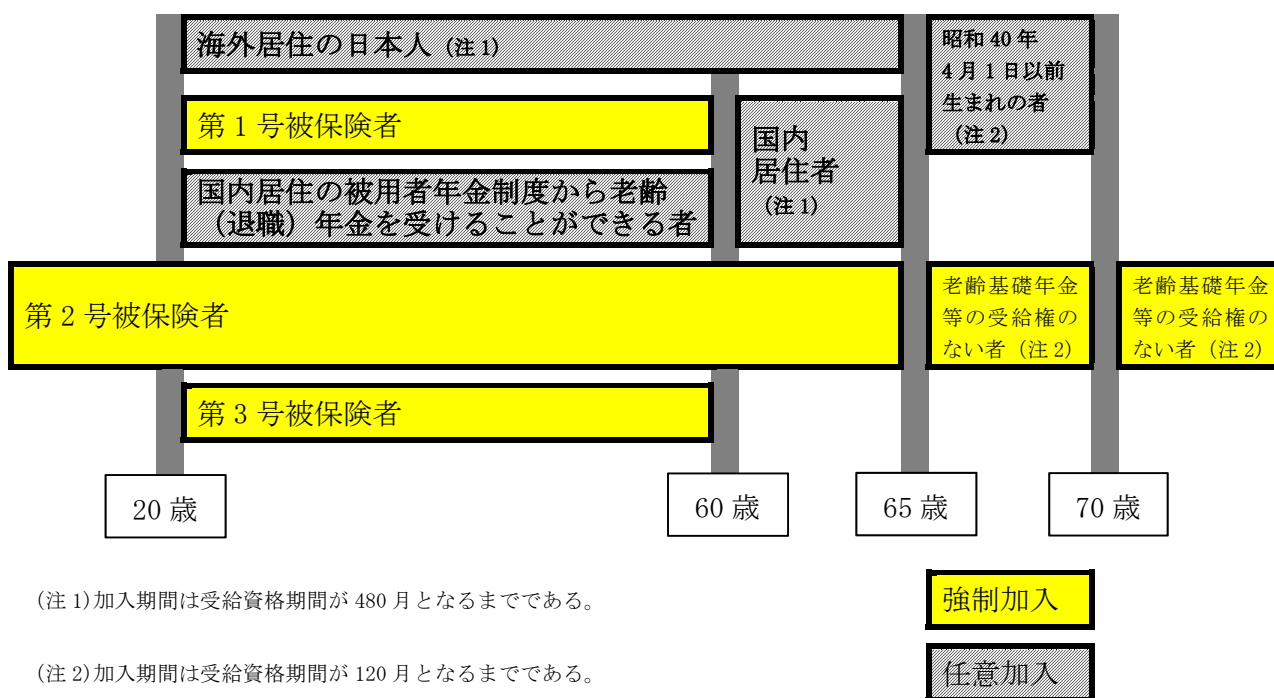 海外居住の日本人 (注1)
昭和40年
4月1日以前
生まれの者
(注2)
第1号被保険者
国内
居住者
(注1)
国内居住の被用者年金制度から老齢
(退職)年金を受けることができる者
第2号被保険者
老齢基礎年金
等の受給権の
ない者(注2)
老齢基礎年金
等の受給権の
ない者(注2)
第3号被保険者
20歳
60歳
65歳
70歳
(注1)加入期間は受給資格期間が480月となるまでである。
強制加入
(注2)加入期間は受給資格期間が120月となるまでである。
任意加入